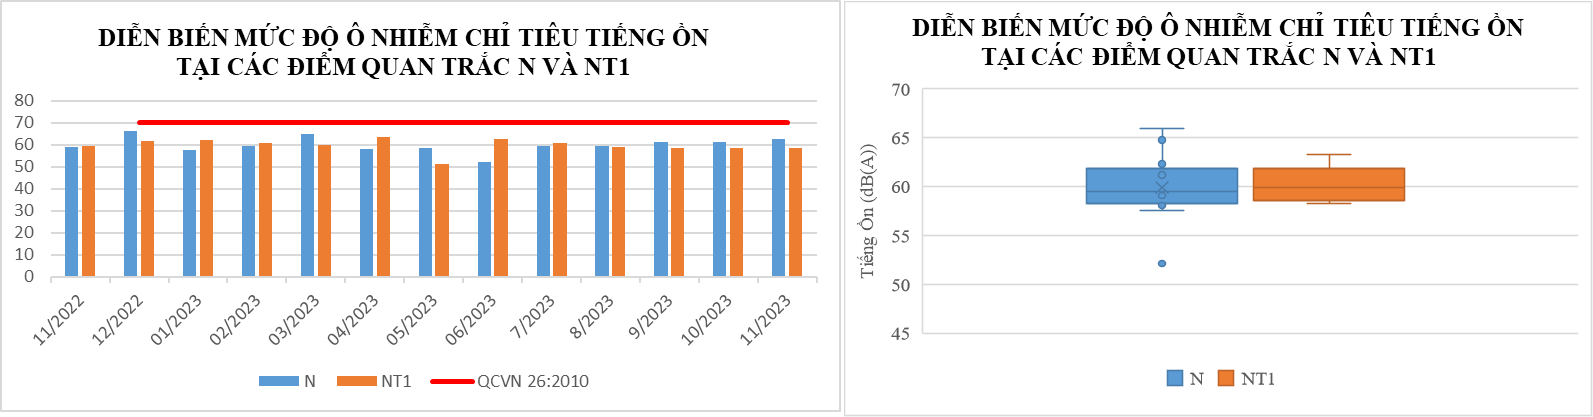 DIỄN BIẾN MỨC ĐỘ Ô NHIỄM CHỈ TIÊU TIẾNG ỒN
TẠI CÁC ĐIỂM QUAN TRẮC N VÀ NT1
80
70
60
50
40
30
20
10
0
11/2022
12/2022
01/2023
02/2023
03/2023
04/2023
05/2023
06/2023
7/2023
8/2023
9/2023
10/2023
11/2023
N
NT1
QCVN 26:2010
DIỄN BIẾN MỨC ĐỘ Ô NHIỄM CHỈ TIÊU TIẾNG ỒN
TẠI CÁC ĐIỂM QUAN TRẮC N VÀ NT1
Tiếng Ồn (dB(A))
70
65
60
55
50
45
N
NT1